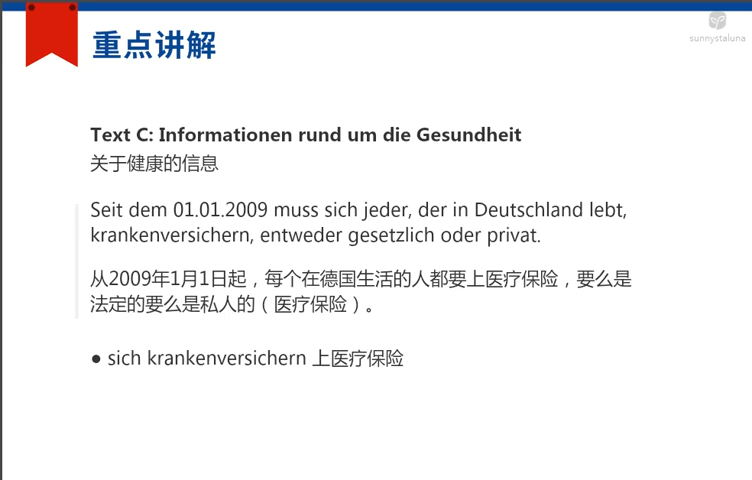 重点讲解
sunnystaluna
Text C: Informationen rund um die Gesundheit
关于健康的信息
Seit dem 01.01.2009 muss sich jeder, der in Deutschland lebt,
krankenversichern, entweder gesetzlich oder privat.
从2009年1月1日起，每个在德国生活的人都要上医疗保险，要么是
法定的要么是私人的（医疗保险）。
● sich krankenversichern 上医疗保险